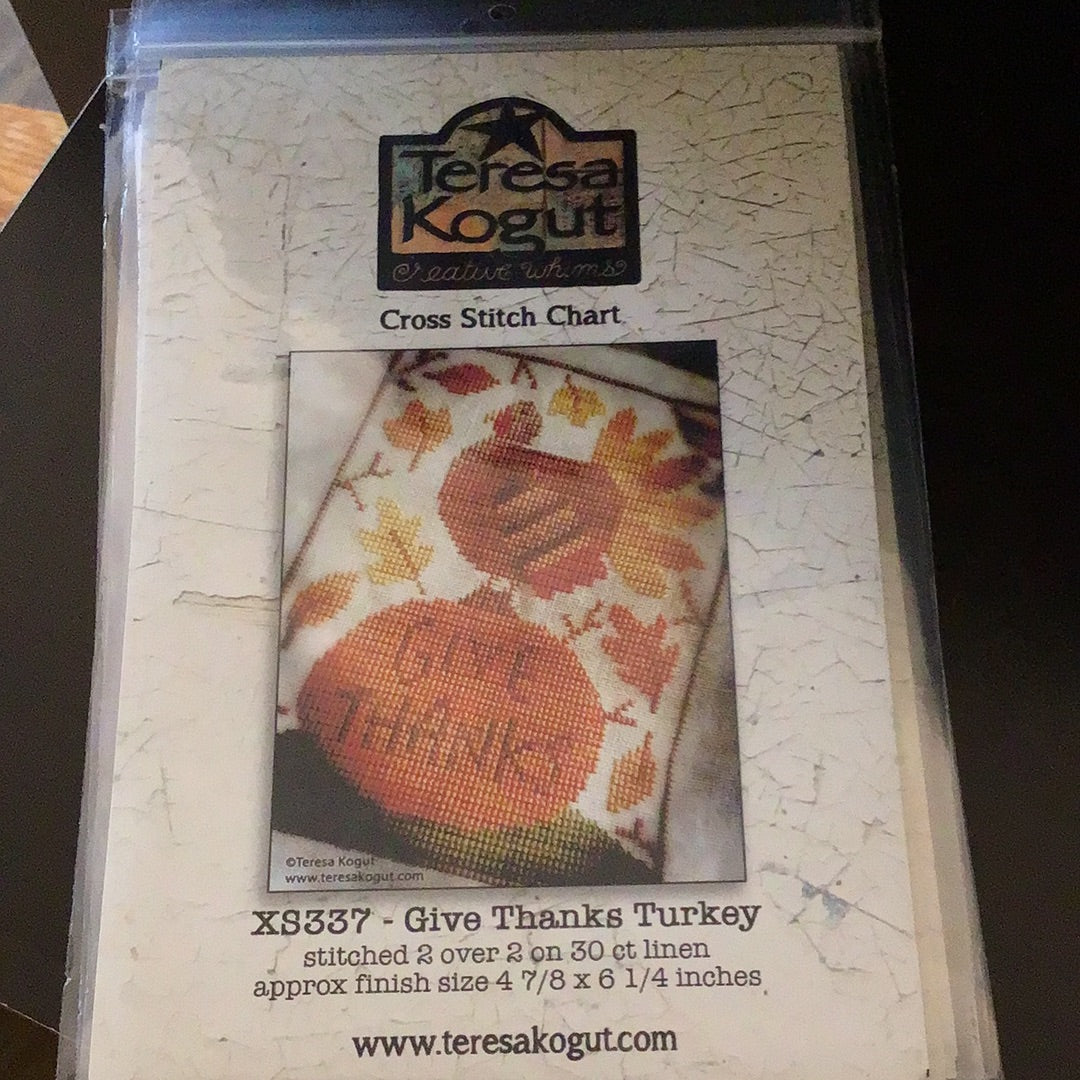 Teresa
Kogut
creative whims
Cross Stitch Chart
GIVE
THANKS
©Teresa Kogut
www.teresakogut.com
XS337 - Give Thanks Turkey
stitched 2 over 2 on 30 ct linen
approx finish size 4 7/8 x 6 1/4 inches
www.teresakogut.com